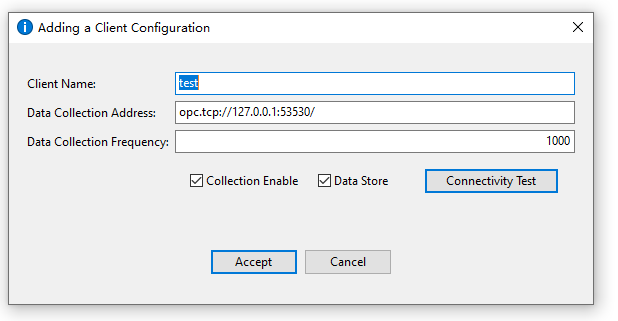 Adding a Client Configuration
Client Name: test
Data Collection Address: opc.tcp://127.0.0.1:53530/
Data Collection Frequency: 1000
Collection Enable Data Store Connectivity Test
Accept Cancel